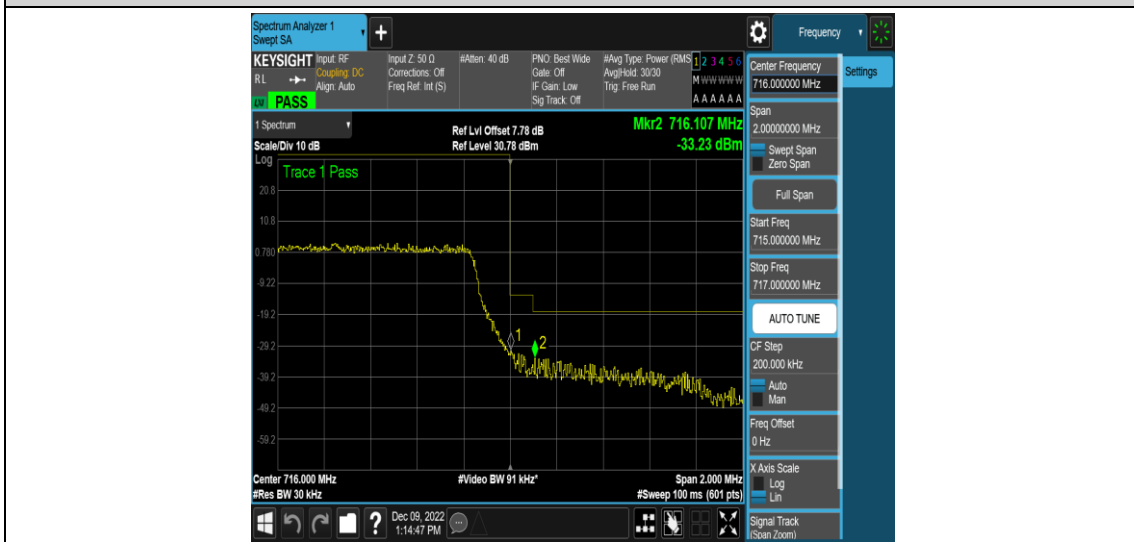 Spectrum Analyzer 1
Swept SA
+
Frequency
KEYSIGHT
RL
PASS
Input: RF
Coupling: DC
Align: Auto
Input Z: 50 Ω
Corrections: Off
Freq Ref: Int (S)
#Atten: 40 dB
PNO: Best Wide
Gate: Off
IF Gain: Low
Sig Track: Off
#Avg Type: Power (RMS
Avg|Hold: 30/30
Trig: Free Run
1 2 3 4 5 6
M W W W W W
A A A A A A
Settings
1 Spectrum
Scale/Div 10 dB
Ref Lvl Offset 7.78 dB
Ref Level 30.78 dBm
Mkr2 716.107 MHz
-33.23 dBm
Log
Trace 1 Pass
20.8
10.8
0.780
-9.22
-19.2
-29.2
-39.2
-49.2
-59.2
1
2
Center 716.000 MHz
#Res BW 30 kHz
#Video BW 91 kHz*
Span 2.000 MHz
#Sweep 100 ms (601 pts)
Center Frequency
716.000000 MHz
Span
2.00000000 MHz
Swept Span
Zero Span
Full Span
Start Freq
715.000000 MHz
Stop Freq
717.000000 MHz
AUTO TUNE
CF Step
200.000 kHz
Auto
Man
Freq Offset
0 Hz
X Axis Scale
Log
Lin
Signal Track
(Span Zoom)
?
Dec 09, 2022
1:14:47 PM